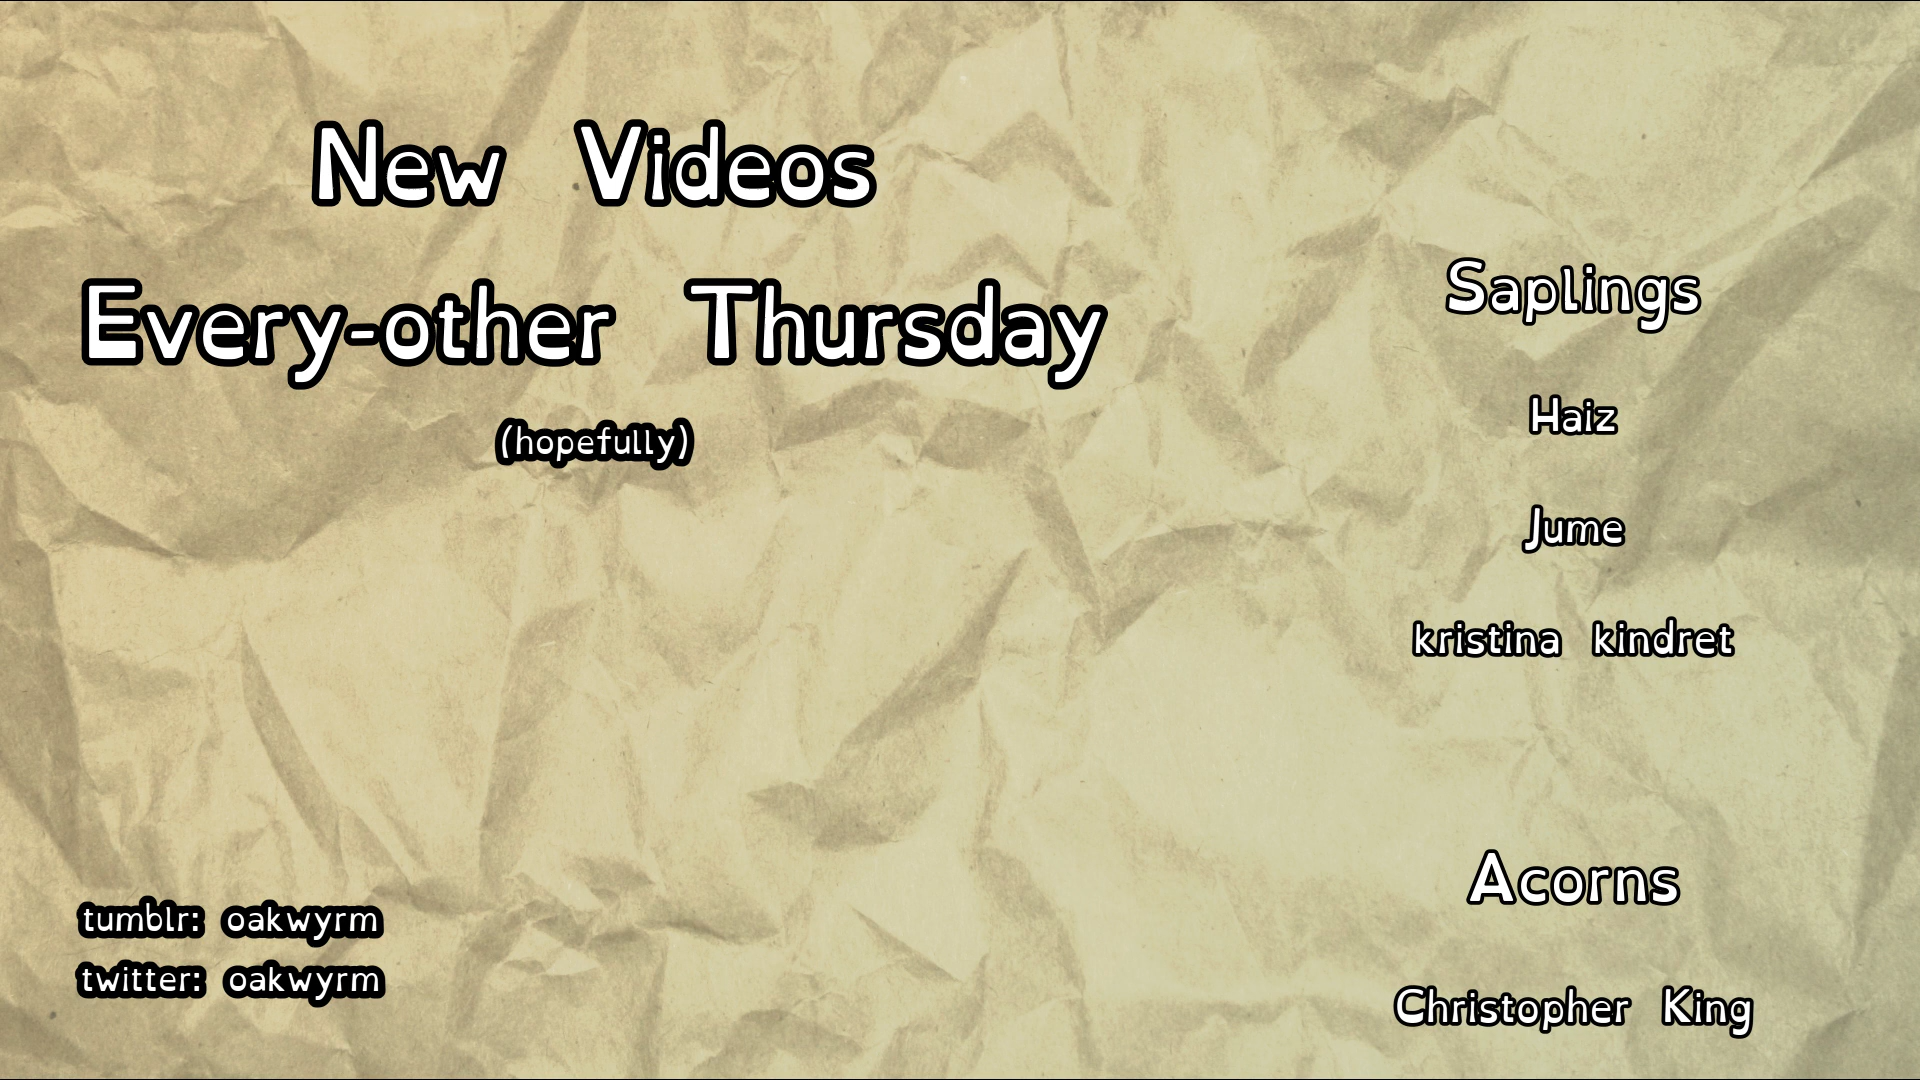 New Videos
Every-other Thursday
(hopefully)
Saplings
Haiz
Jume
kristina kindret
Acorns
Christopher King
tumblr: oakwyrm
twitter: oakwyrm